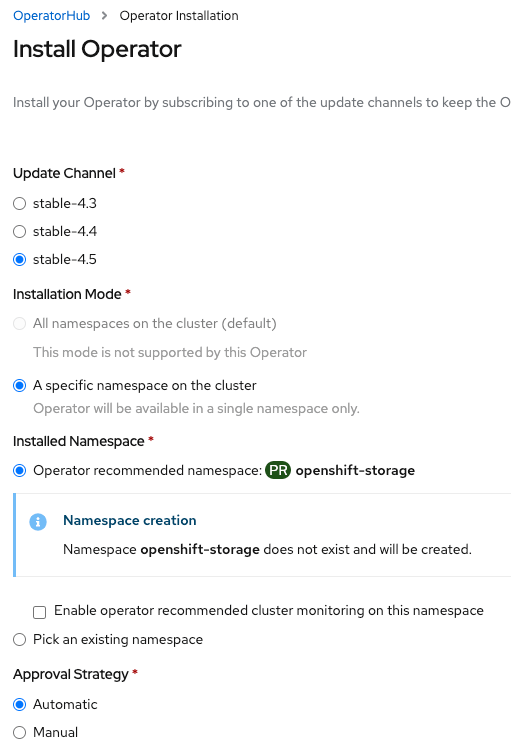 OperatorHub > Operator Installation
Install Operator
Install your Operator by subscribing to one of the update channels to keep the O
Update Channel *
stable-4.3
stable-4.4
stable-4.5
Installation Mode *
All namespaces on the cluster (default)
This mode is not supported by this Operator
A specific namespace on the cluster
Operator will be available in a single namespace only.
Installed Namespace *
Operator recommended namespace: PR openshift-storage
Namespace creation
Namespace openshift-storage does not exist and will be created.
Enable operator recommended cluster monitoring on this namespace
Pick an existing namespace
Approval Strategy *
Automatic
Manual